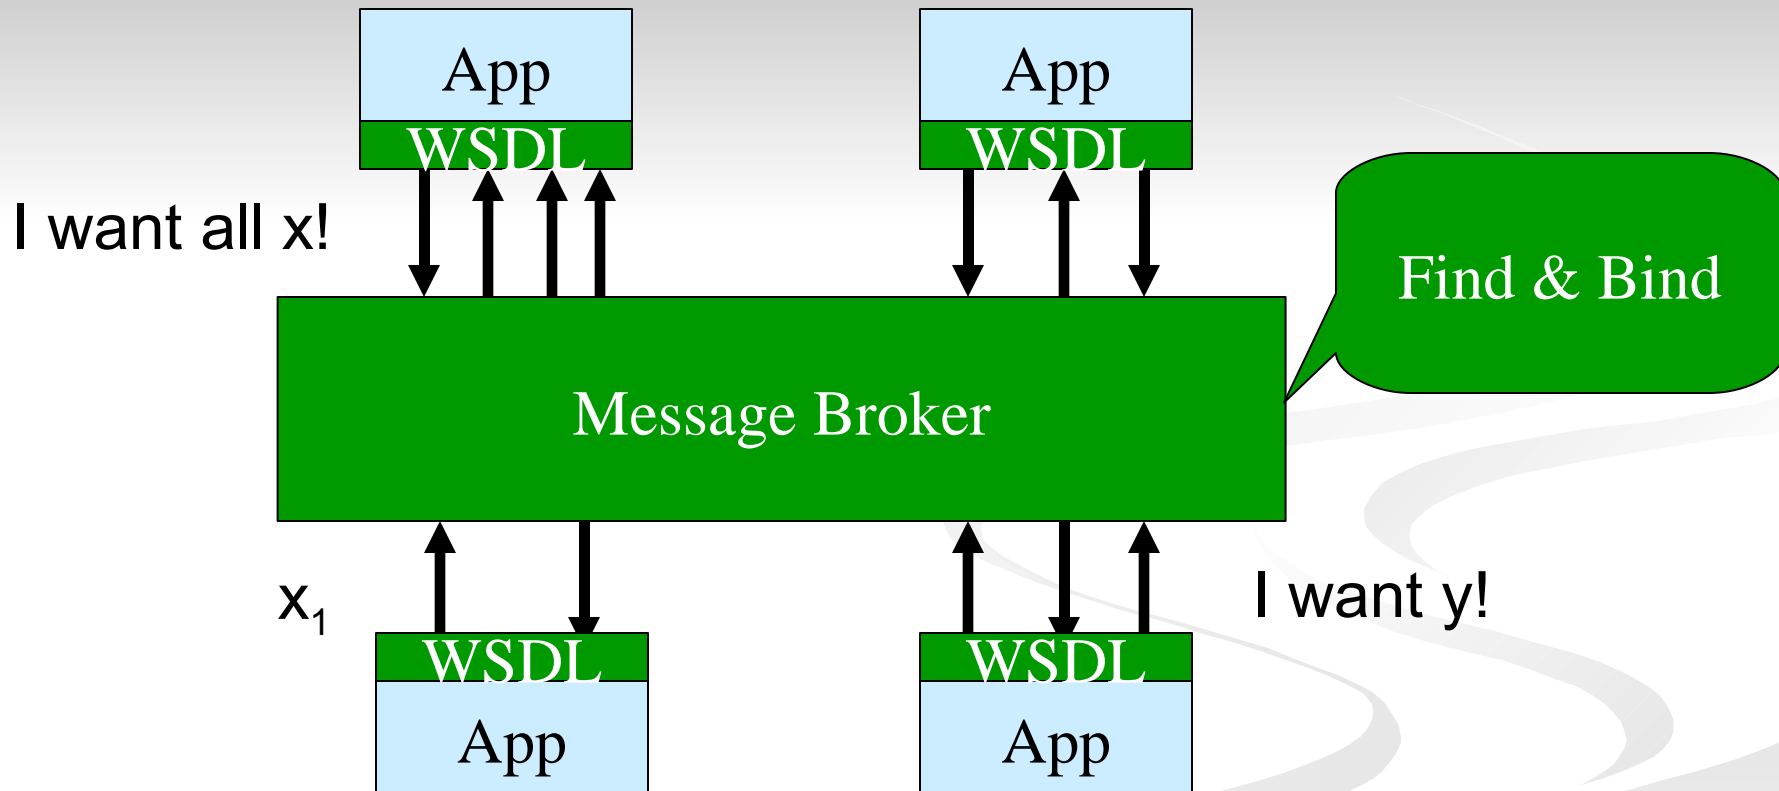 App
App
WSDL
WSDL
I want all x!
Find & Bind
Message Broker
x₁
I want y!
WSDL
WSDL
App
App